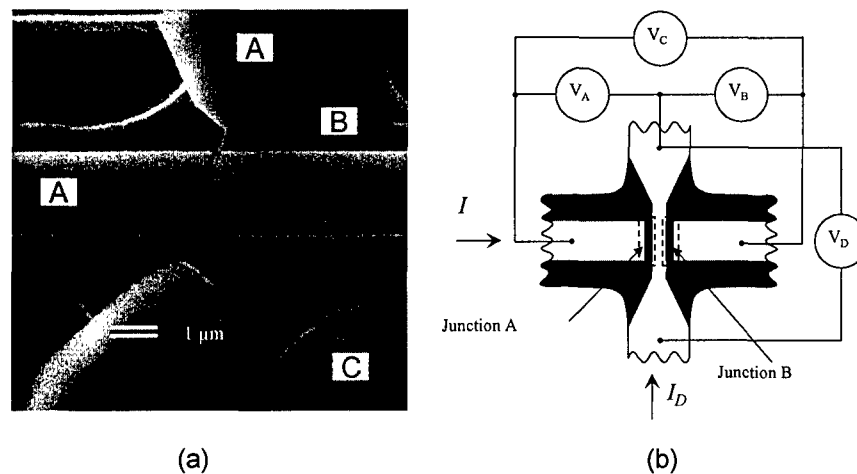 A
B
A
1 μm
C
(a)
V_C
V_A
V_B
I
V_D
Junction A
Junction B
I_D
(b)